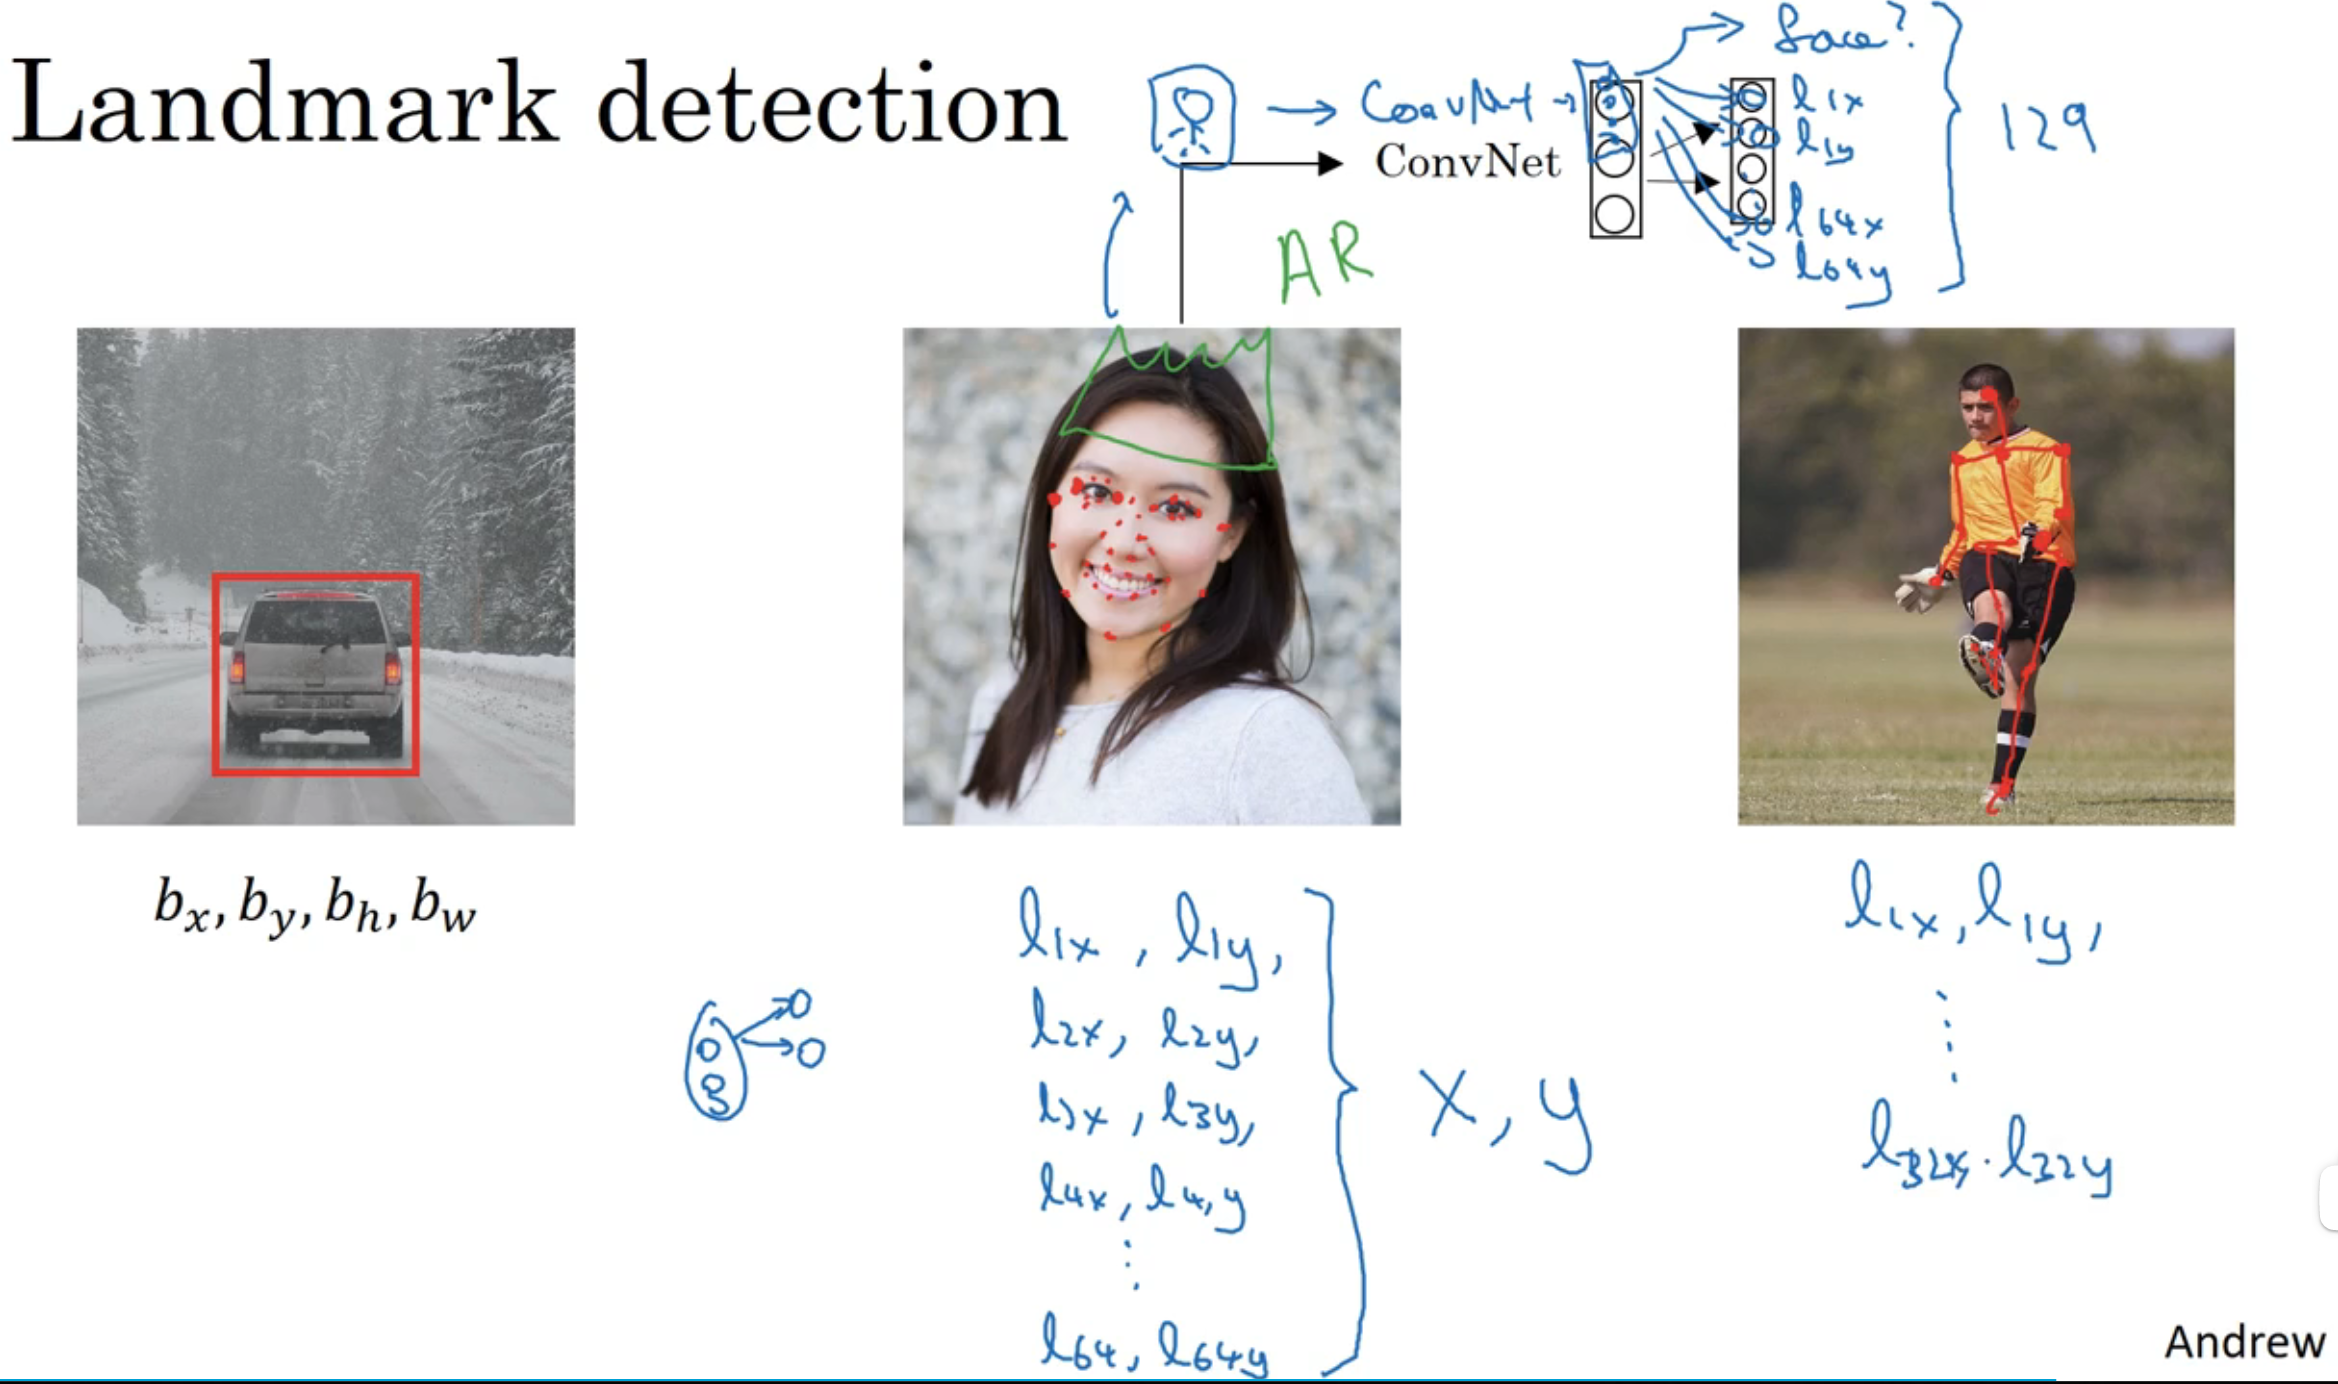 Landmark detection
ConvNet →
ConvNet
face?
l1x
l1y
l64x
l64y
129
AR
bx, by, bh, bw
l1x, l1y,
l2x, l2y,
l3x, l3y,
l4x, l4,y
⋮
l64, l64y
x, y
l1x, l1y,
⋮
l32x, l32y
Andrew